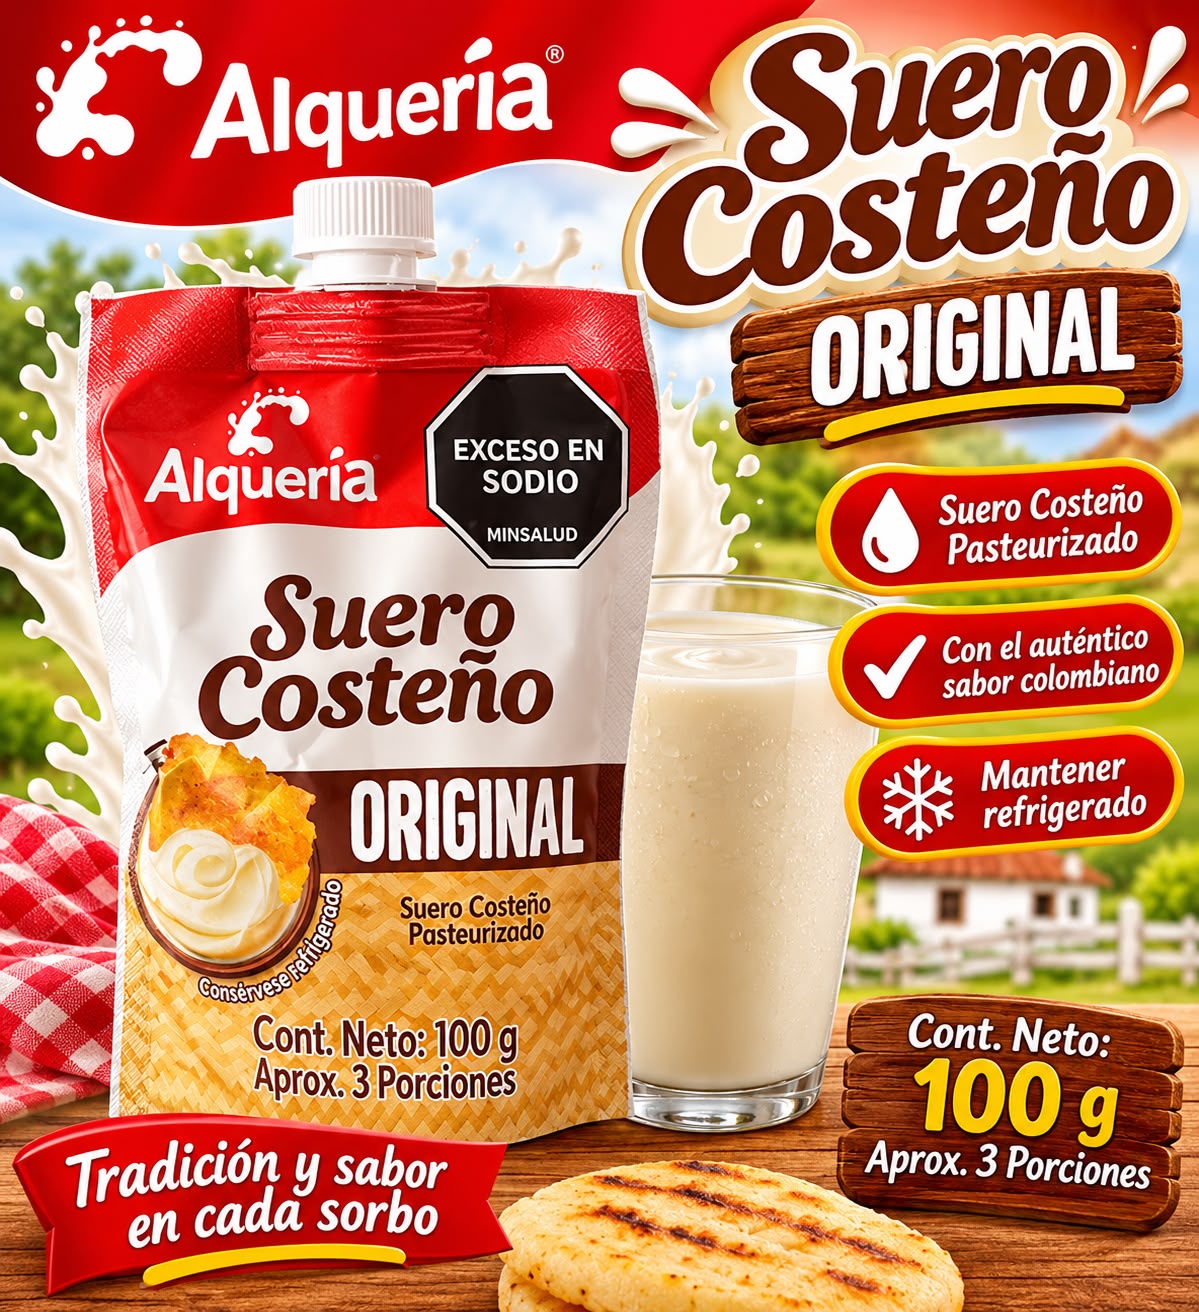 Alquería®
Suero
Costeño
ORIGINAL
Alquería
EXCESO EN
SODIO
MINSALUD
Suero
Costeño
ORIGINAL
Suero Costeño
Pasteurizado
Consérvese refrigerado
Cont. Neto: 100 g
Aprox. 3 Porciones
Suero Costeño
Pasteurizado
Con el auténtico
sabor colombiano
Mantener
refrigerado
Cont. Neto:
100 g
Aprox. 3 Porciones
Tradición y sabor
en cada sorbo